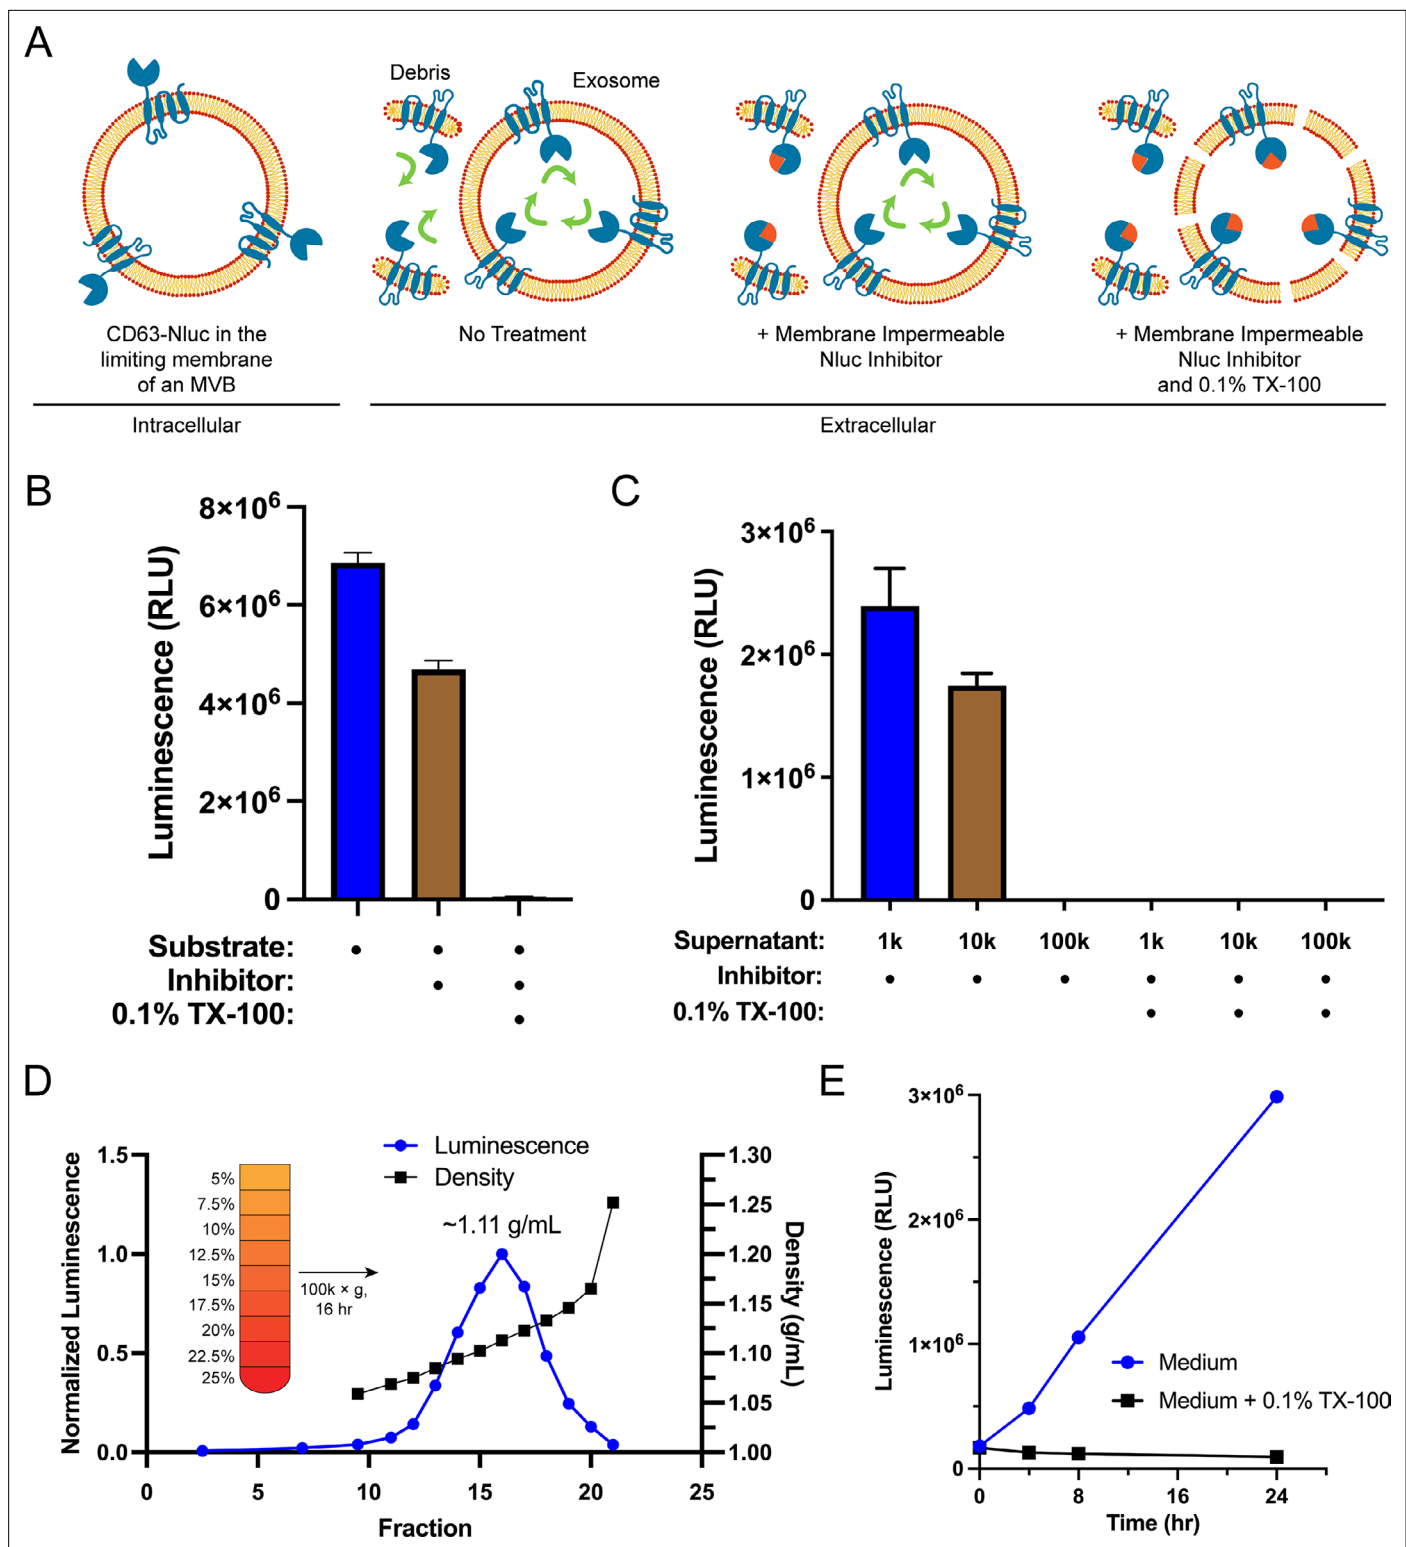 A
Debris
Exosome
CD63-Nluc in the
limiting membrane
of an MVB
No Treatment
+ Membrane Impermeable
Nluc Inhibitor
+ Membrane Impermeable
Nluc Inhibitor
and 0.1% TX-100
Intracellular
Extracellular
B
Luminescence (RLU)
8×10⁶
6×10⁶
4×10⁶
2×10⁶
0
Substrate:
Inhibitor:
0.1% TX-100:
C
Luminescence (RLU)
3×10⁶
2×10⁶
1×10⁶
0
Supernatant: 1k 10k 100k 1k 10k 100k
Inhibitor:
0.1% TX-100:
D
Luminescence
Density
~1.11 g/mL
Normalized Luminescence
1.5
1.0
0.5
0.0
5%
7.5%
10%
12.5%
15%
17.5%
20%
22.5%
25%
100k × g,
16 hr
1.30
1.25
1.20
1.15
1.10
1.05
1.00
Density (g/mL)
0 5 10 15 20 25
Fraction
E
Luminescence (RLU)
3×10⁶
2×10⁶
1×10⁶
0
Medium
Medium + 0.1% TX-100
0 8 16 24
Time (hr)